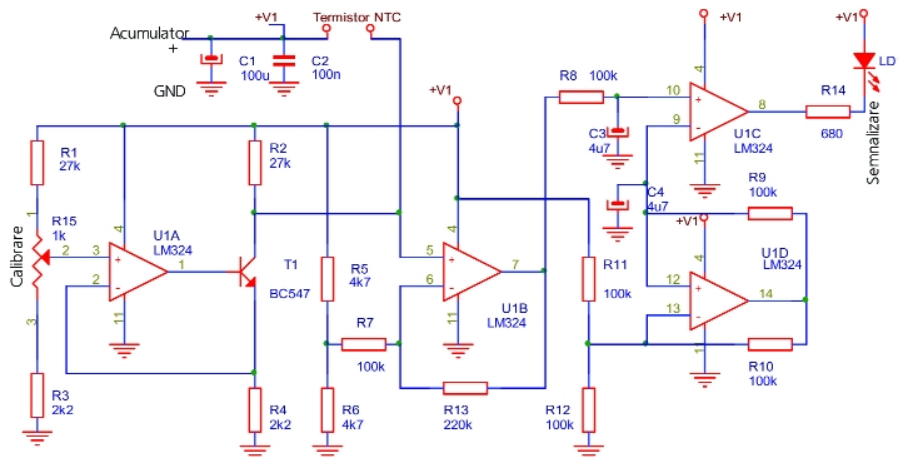 +V1
Termistor NTC
+V1
+V1
Acumulator
+
C1
100u
C2
100n
GND
R8
100k
+V1
4
10
+
9
-
8
11
U1C
LM324
R14
680
LD
Semnalizare
C3
4u7
R1
27k
R2
27k
C4
4u7
R9
100k
+V1
1
R15
1k
2
3
Calibrare
U1A
LM324
4
3
+
2
-
1
11
T1
BC547
R5
4k7
4
5
+
6
-
7
11
U1B
LM324
R11
100k
4
12
+
13
-
14
11
U1D
LM324
R7
100k
R10
100k
R3
2k2
R4
2k2
R6
4k7
R13
220k
R12
100k